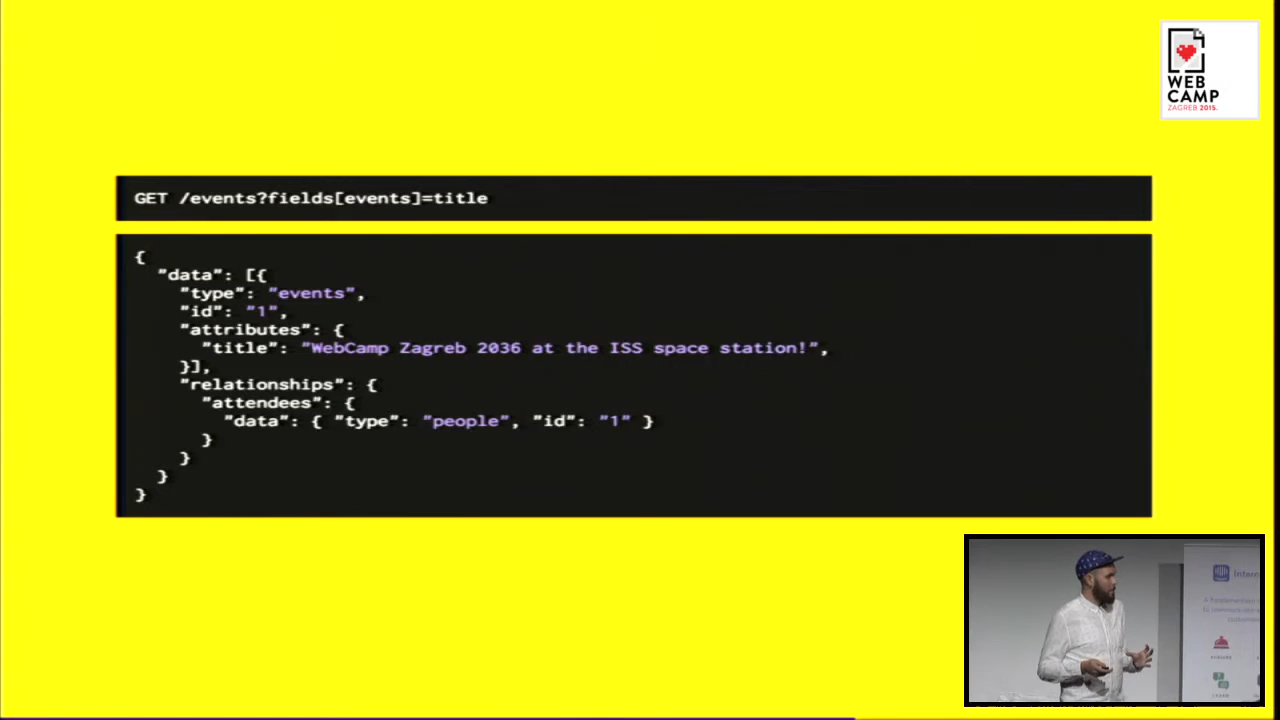 WEB
CAMP
ZAGREB 2015.
GET /events?fields[events]=title
{
"data": [{
"type": "events",
"id": "1",
"attributes": {
"title": "WebCamp Zagreb 2036 at the ISS space station!",
}],
"relationships": {
"attendees": {
"data": { "type": "people", "id": "1" }
}
}
}
}